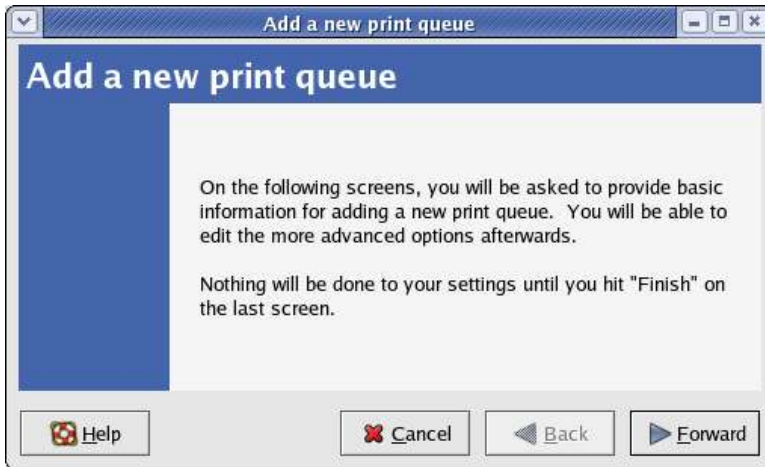 Add a new print queue
Add a new print queue
On the following screens, you will be asked to provide basic
information for adding a new print queue.  You will be able to
edit the more advanced options afterwards.
Nothing will be done to your settings until you hit "Finish" on
the last screen.
Help
Cancel
Back
Forward